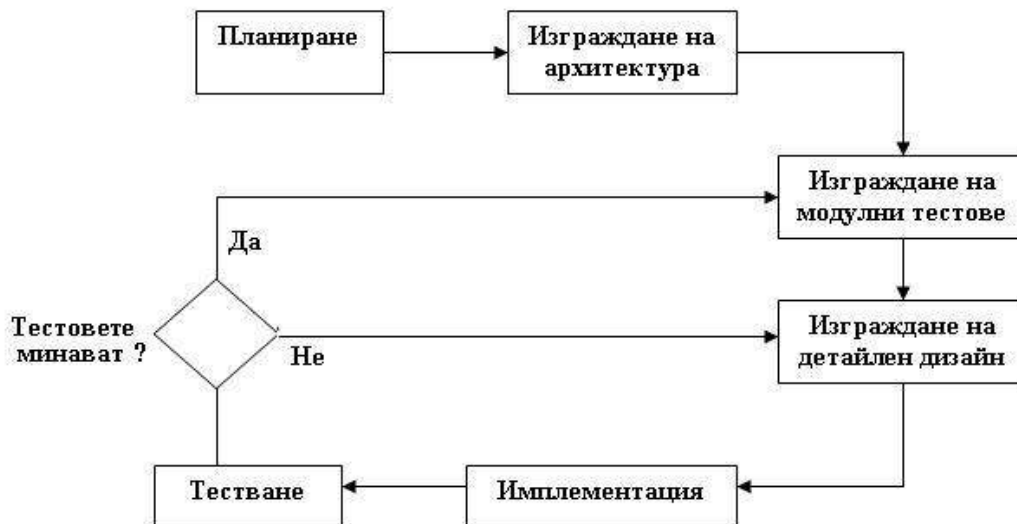 Планиране
Изграждане на
архитектура
Изграждане на
модулни тестове
Да
Тестовете
минават ?
Не
Изграждане на
детайлен дизайн
Тестване
Имплементация